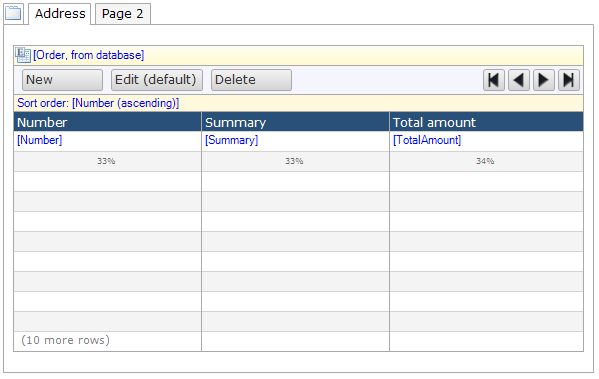 Address Page 2
[Order, from database]
New Edit (default) Delete
Sort order: [Number (ascending)]
Number Summary Total amount
[Number] [Summary] [TotalAmount]
33% 33% 34%
(10 more rows)